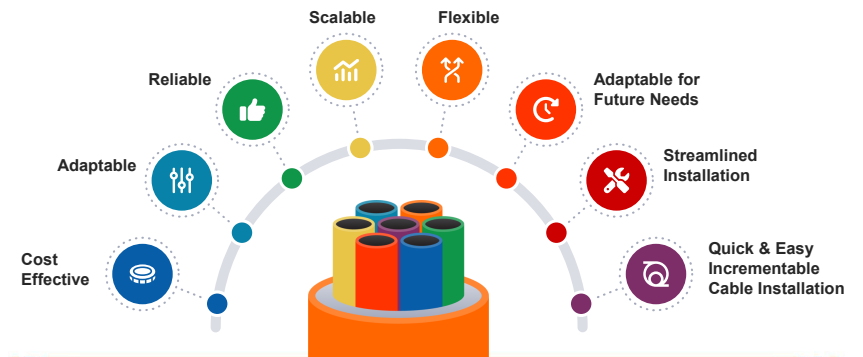 Scalable
Flexible
Reliable
Adaptable for
Future Needs
Adaptable
Streamlined
Installation
Cost
Effective
Quick & Easy
Incrementable
Cable Installation